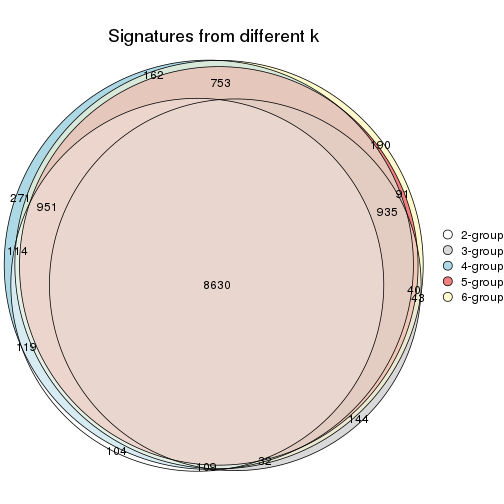 Signatures from different k
162
753
190
91
271
951
935
114
2-group
3-group
4-group
5-group
6-group
8630
40
43
119
144
104
32
109